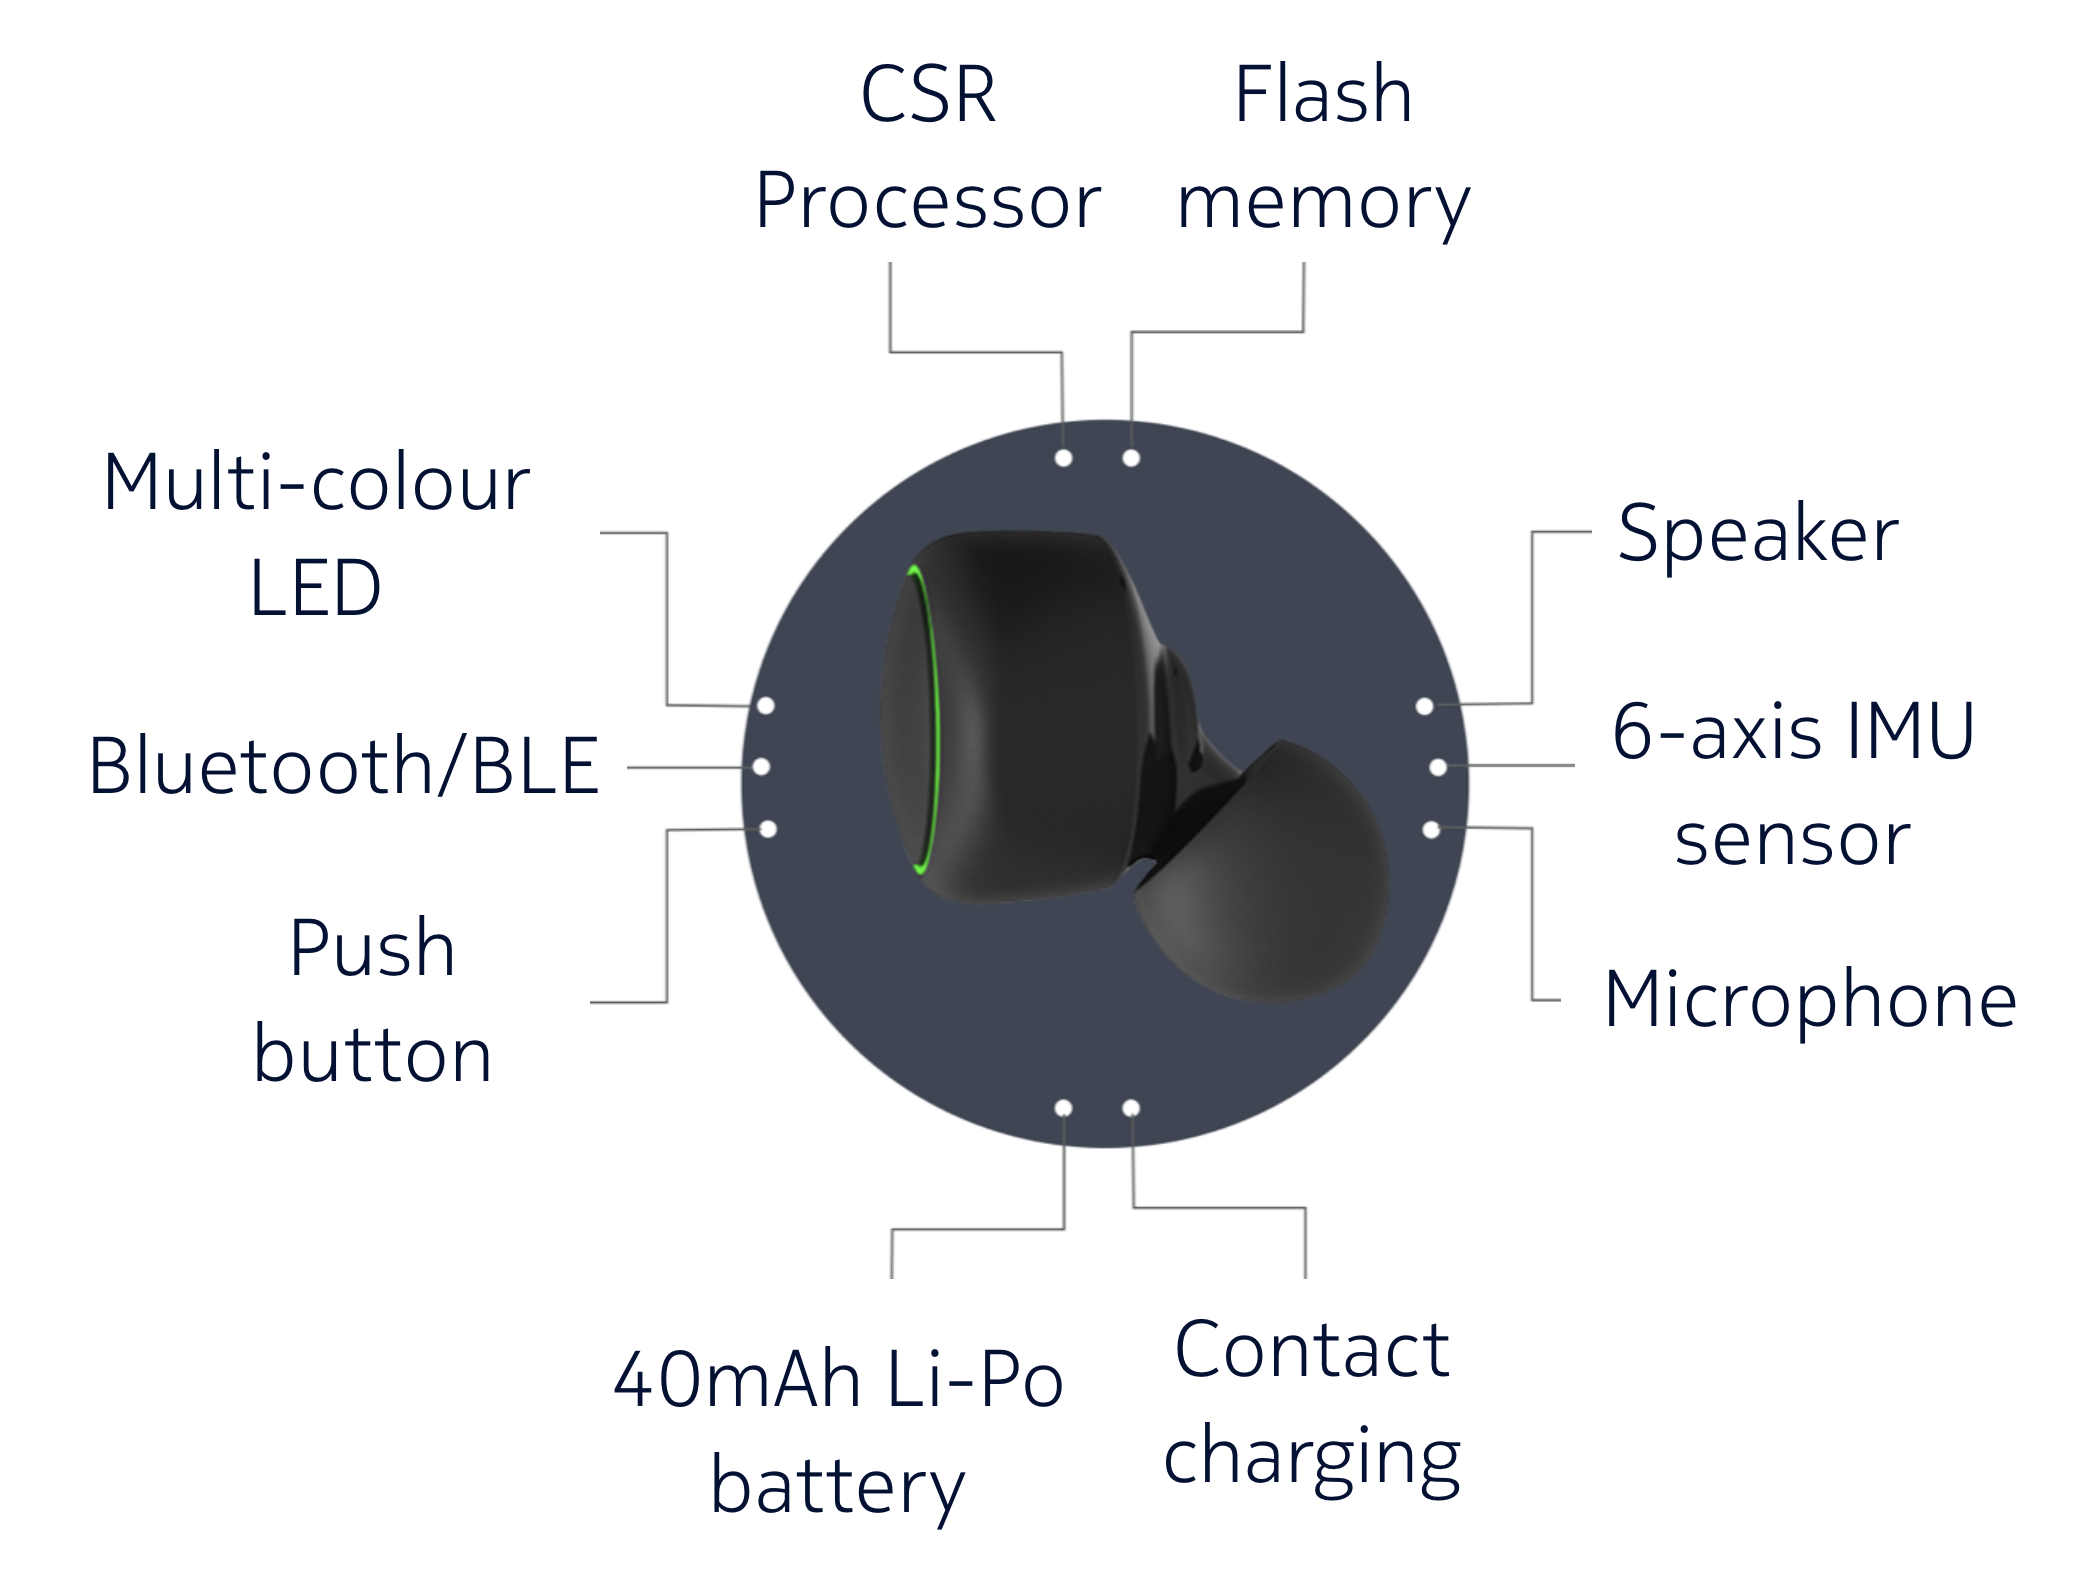 CSR
Processor
Flash
memory
Multi-colour
LED
Bluetooth/BLE
Push
button
Speaker
6-axis IMU
sensor
Microphone
40mAh Li-Po
battery
Contact
charging